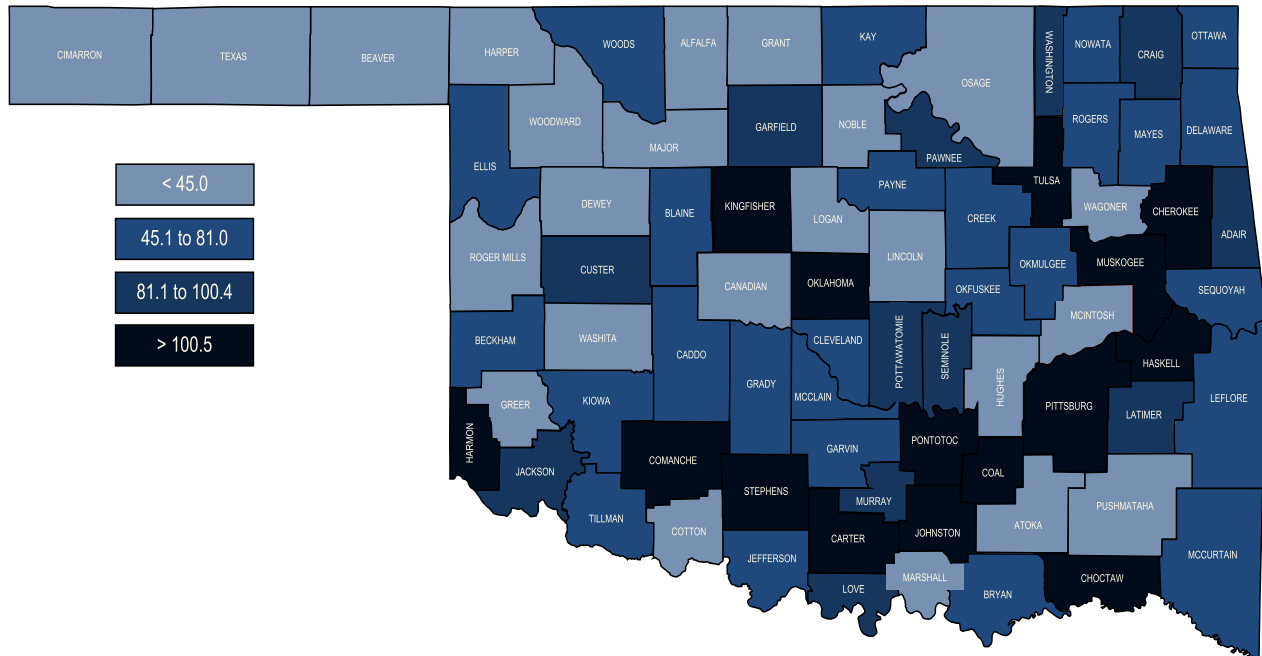 CIMARRON
TEXAS
BEAVER
HARPER
WOODS
ALFALFA
GRANT
KAY
OSAGE
WASHINGTON
NOWATA
CRAIG
OTTAWA
WOODWARD
MAJOR
GARFIELD
NOBLE
PAWNEE
ROGERS
MAYES
DELAWARE
ELLIS
< 45.0
DEWEY
BLAINE
KINGFISHER
LOGAN
PAYNE
CREEK
TULSA
WAGONER
CHEROKEE
ADAIR
45.1 to 81.0
ROGER MILLS
CUSTER
CANADIAN
OKLAHOMA
LINCOLN
OKFUSKEE
OKMULGEE
MUSKOGEE
SEQUOYAH
81.1 to 100.4
MCINTOSH
> 100.5
BECKHAM
WASHITA
CADDO
GRADY
CLEVELAND
MCCLAIN
POTTAWATOMIE
SEMINOLE
HUGHES
PITTSBURG
HASKELL
LATIMER
LEFLORE
GREER
KIOWA
HARMON
JACKSON
COMANCHE
STEPHENS
GARVIN
PONTOTOC
COAL
MURRAY
TILLMAN
COTTON
JEFFERSON
CARTER
JOHNSTON
ATOKA
PUSHMATAHA
MCCURTAIN
LOVE
MARSHALL
BRYAN
CHOCTAW